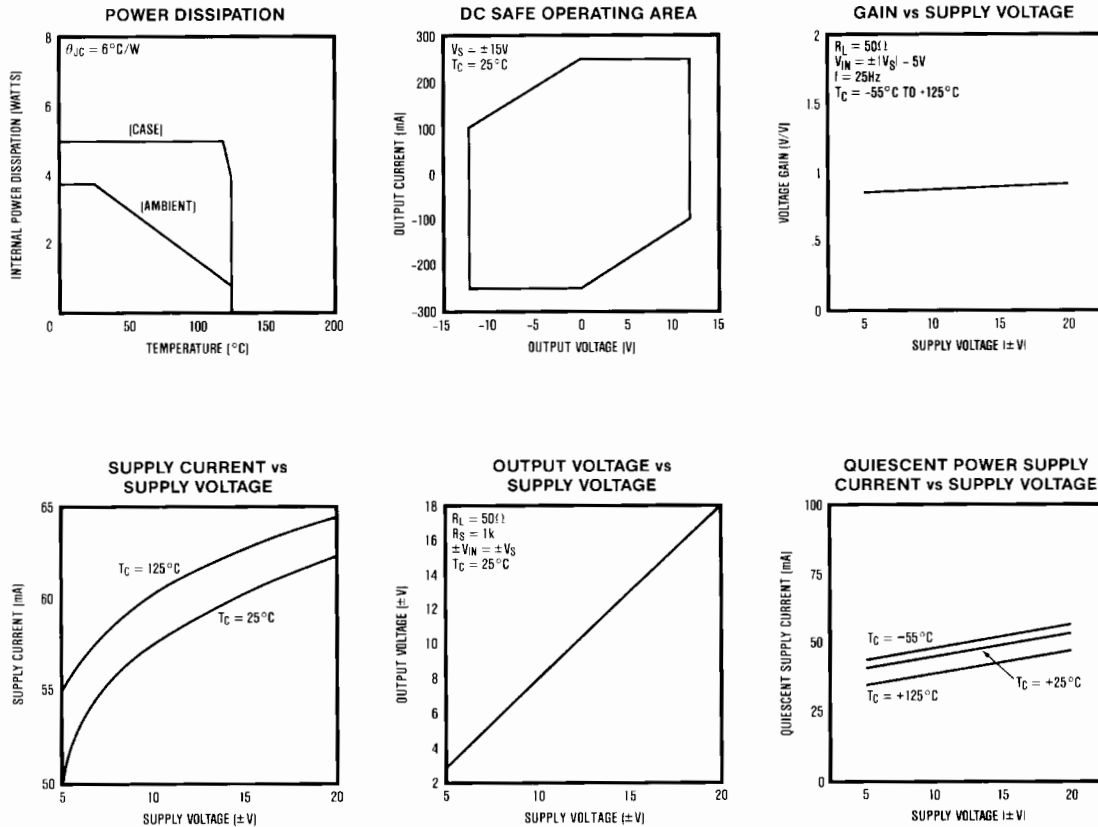 POWER DISSIPATION
8
6
4
2
0
θJC = 6°C/W
(CASE)
(AMBIENT)
INTERNAL POWER DISSIPATION (WATTS)
50
100
150
200
TEMPERATURE (°C)
DC SAFE OPERATING AREA
300
200
100
0
-100
-200
-300
VS = ±15V
TC = 25°C
OUTPUT CURRENT (mA)
-15
-10
-5
0
5
10
15
OUTPUT VOLTAGE (V)
GAIN vs SUPPLY VOLTAGE
2
1
.5
0
RL = 50Ω
VIN = ±|VS| - 5V
f = 25Hz
TC = -55°C TO +125°C
VOLTAGE GAIN (V/V)
5
10
15
20
SUPPLY VOLTAGE (±V)
SUPPLY CURRENT vs
SUPPLY VOLTAGE
65
60
55
50
TC = 125°C
TC = 25°C
SUPPLY CURRENT (mA)
5
10
15
20
SUPPLY VOLTAGE (±V)
OUTPUT VOLTAGE vs
SUPPLY VOLTAGE
18
16
14
12
10
8
6
4
2
RL = 50Ω
RS = 1k
±VIN = ±VS
TC = 25°C
OUTPUT VOLTAGE (±V)
5
10
15
20
SUPPLY VOLTAGE (±V)
QUIESCENT POWER SUPPLY
CURRENT vs SUPPLY VOLTAGE
100
75
50
25
0
TC = -55°C
TC = +25°C
TC = +125°C
QUIESCENT SUPPLY CURRENT (mA)
5
10
15
20
SUPPLY VOLTAGE (±V)